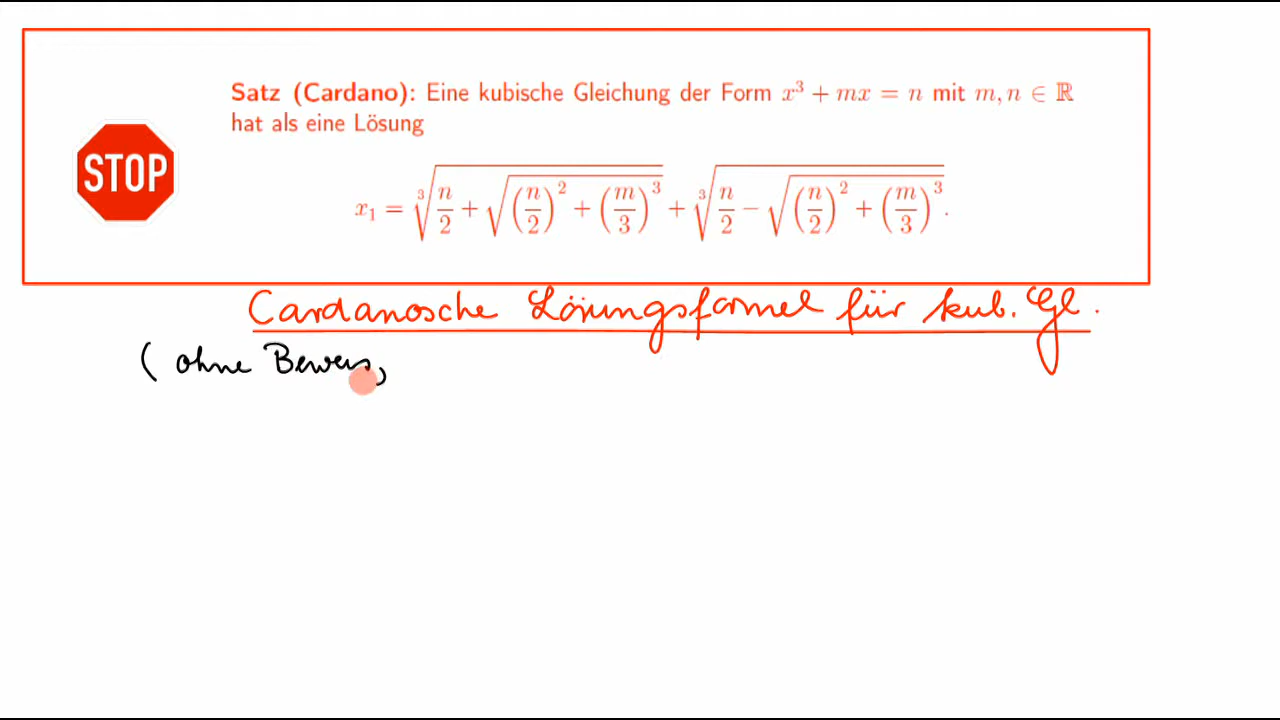 STOP
Satz (Cardano): Eine kubische Gleichung der Form x³ + mx = n mit m, n ∈ ℝ
hat als eine Lösung
x₁ = ∛(n/2 + √((n/2)² + (m/3)³)) + ∛(n/2 − √((n/2)² + (m/3)³)).
Cardanosche Lösungsformel für kub. Gl.
( ohne Beweis,